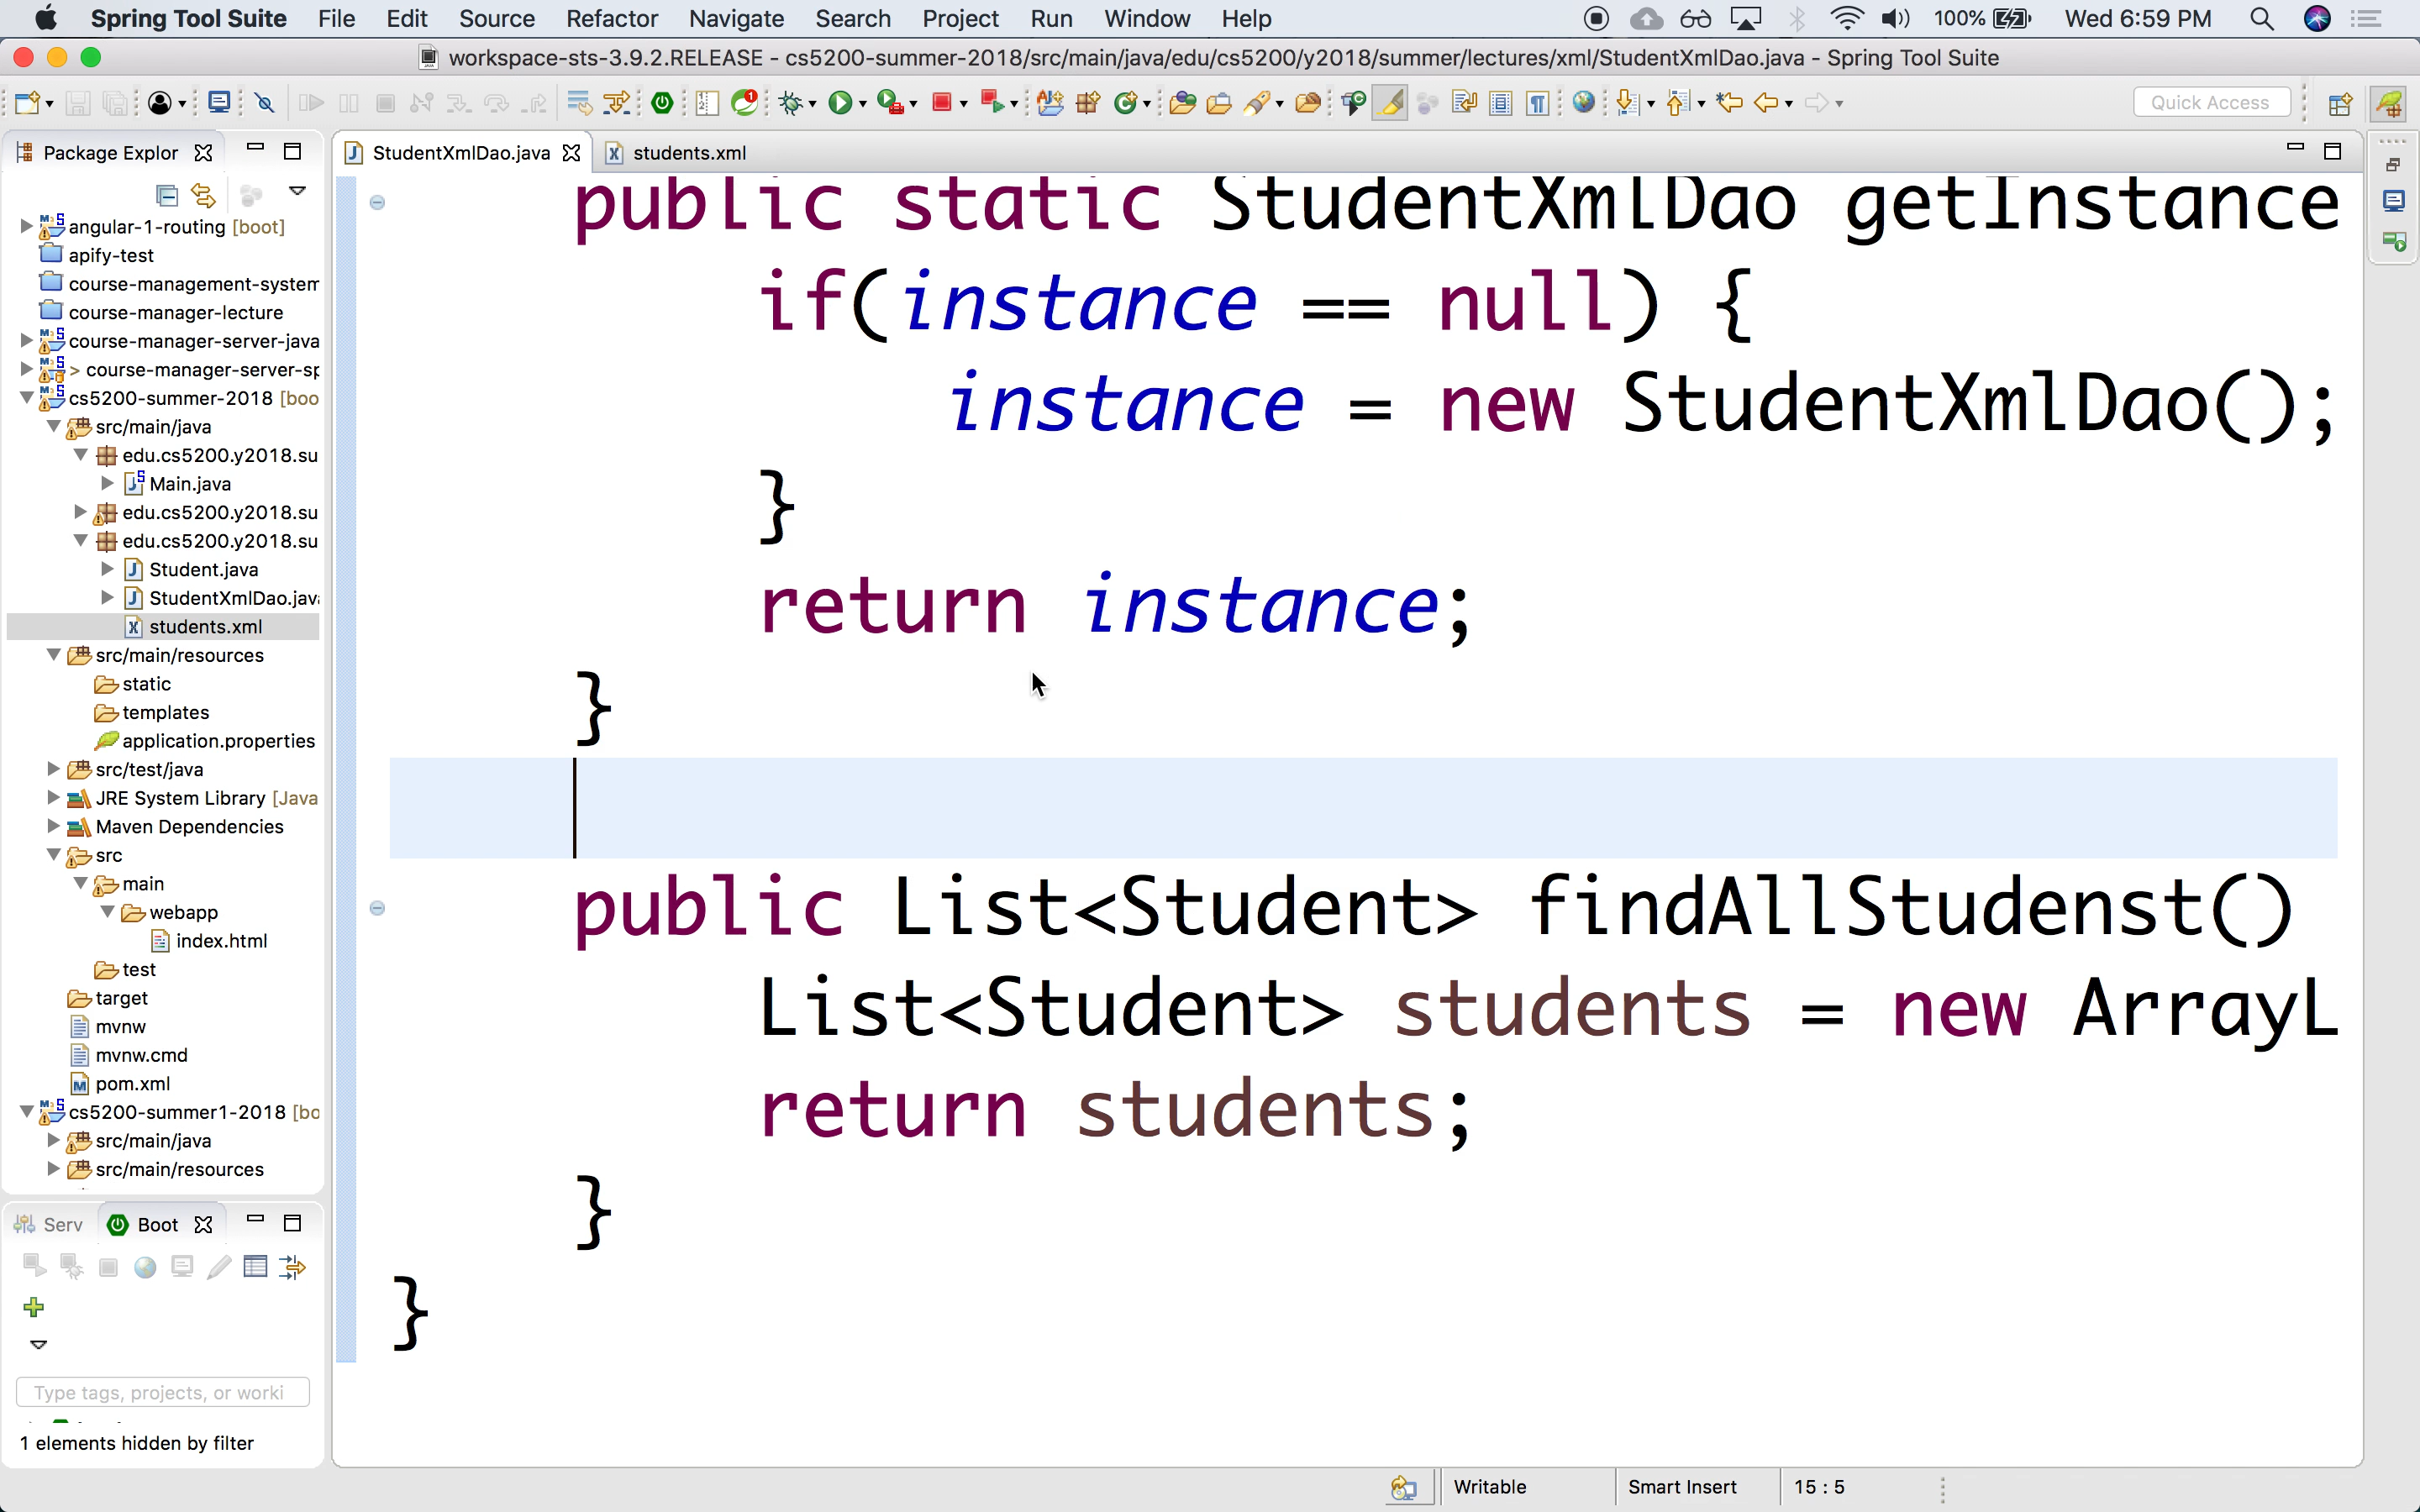 Spring Tool Suite File Edit Source Refactor Navigate Search Project Run Window Help 100% Wed 6:59 PM
workspace-sts-3.9.2.RELEASE - cs5200-summer-2018/src/main/java/edu/cs5200/y2018/summer/lectures/xml/StudentXmlDao.java - Spring Tool Suite
Quick Access
Package Explor
angular-1-routing [boot]
apify-test
course-management-system
course-manager-lecture
course-manager-server-java
> course-manager-server-sp
cs5200-summer-2018 [boo
src/main/java
edu.cs5200.y2018.su
Main.java
edu.cs5200.y2018.su
edu.cs5200.y2018.su
Student.java
StudentXmlDao.jav
students.xml
src/main/resources
static
templates
application.properties
src/test/java
JRE System Library [Java
Maven Dependencies
src
main
webapp
index.html
test
target
mvnw
mvnw.cmd
pom.xml
cs5200-summer1-2018 [bo
src/main/java
src/main/resources
Serv Boot
Type tags, projects, or worki
1 elements hidden by filter
StudentXmlDao.java students.xml
public static StudentXmlDao getInstance
if(instance == null) {
instance = new StudentXmlDao();
}
return instance;
}
public List<Student> findAllStudenst()
List<Student> students = new ArrayL
return students;
}
}
Writable Smart Insert 15 : 5